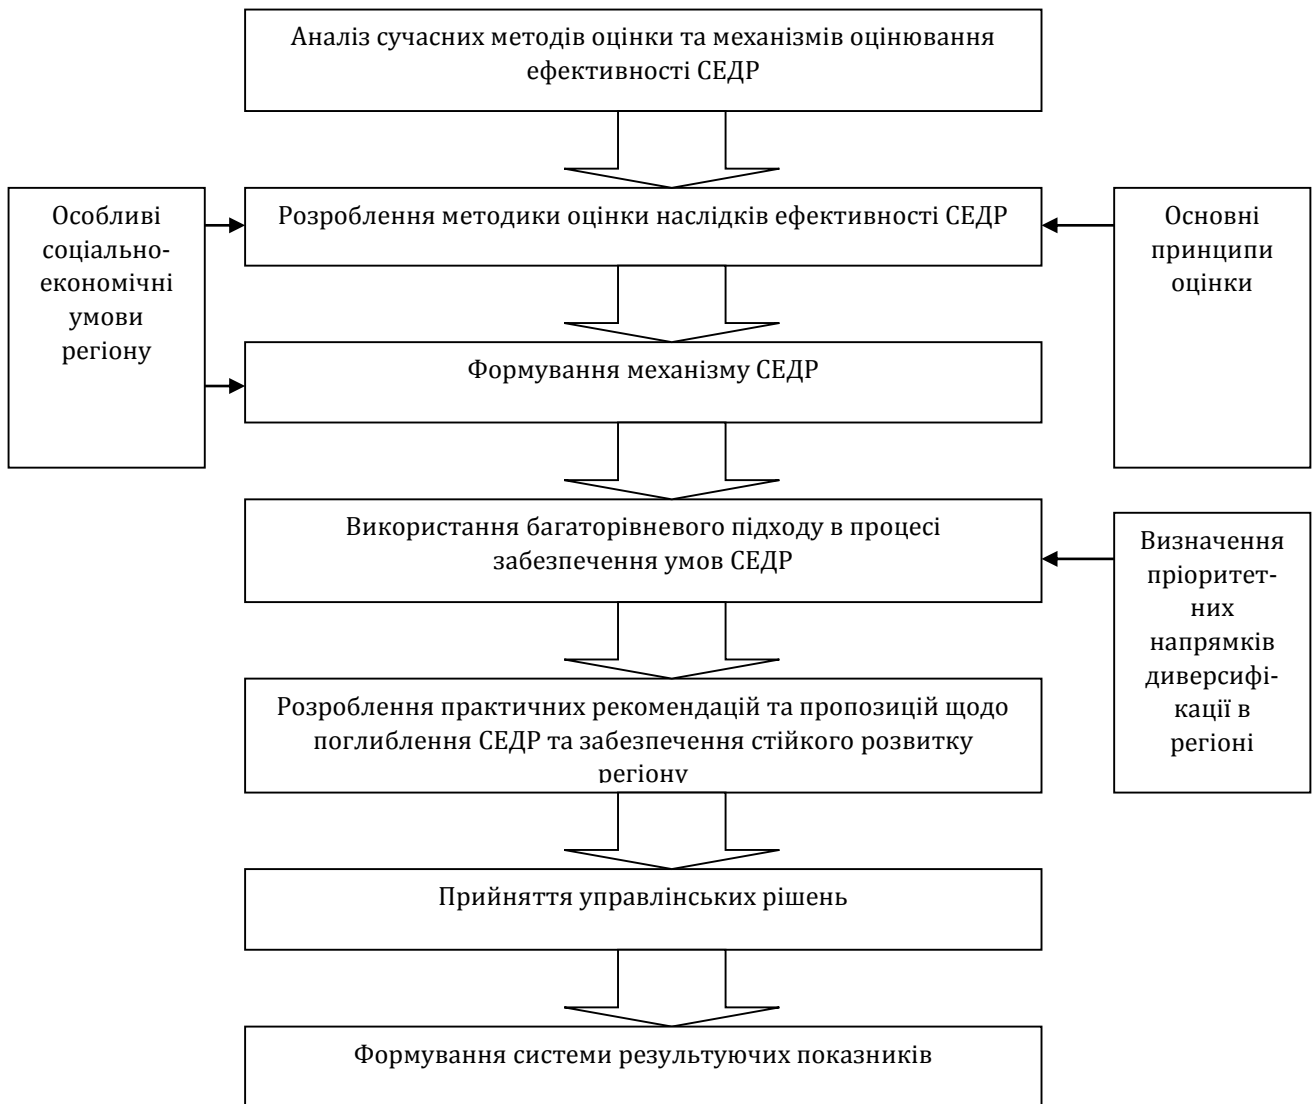 Аналіз сучасних методів оцінки та механізмів оцінювання
ефективності СЕДР
Особливі
соціально-
економічні
умови
регіону
Розроблення методики оцінки наслідків ефективності СЕДР
Основні
принципи
оцінки
Формування механізму СЕДР
Використання багаторівневого підходу в процесі
забезпечення умов СЕДР
Визначення
пріоритет-
них
напрямків
диверсифі-
кації в
регіоні
Розроблення практичних рекомендацій та пропозицій щодо
поглиблення СЕДР та забезпечення стійкого розвитку
регіону
Прийняття управлінських рішень
Формування системи результуючих показників